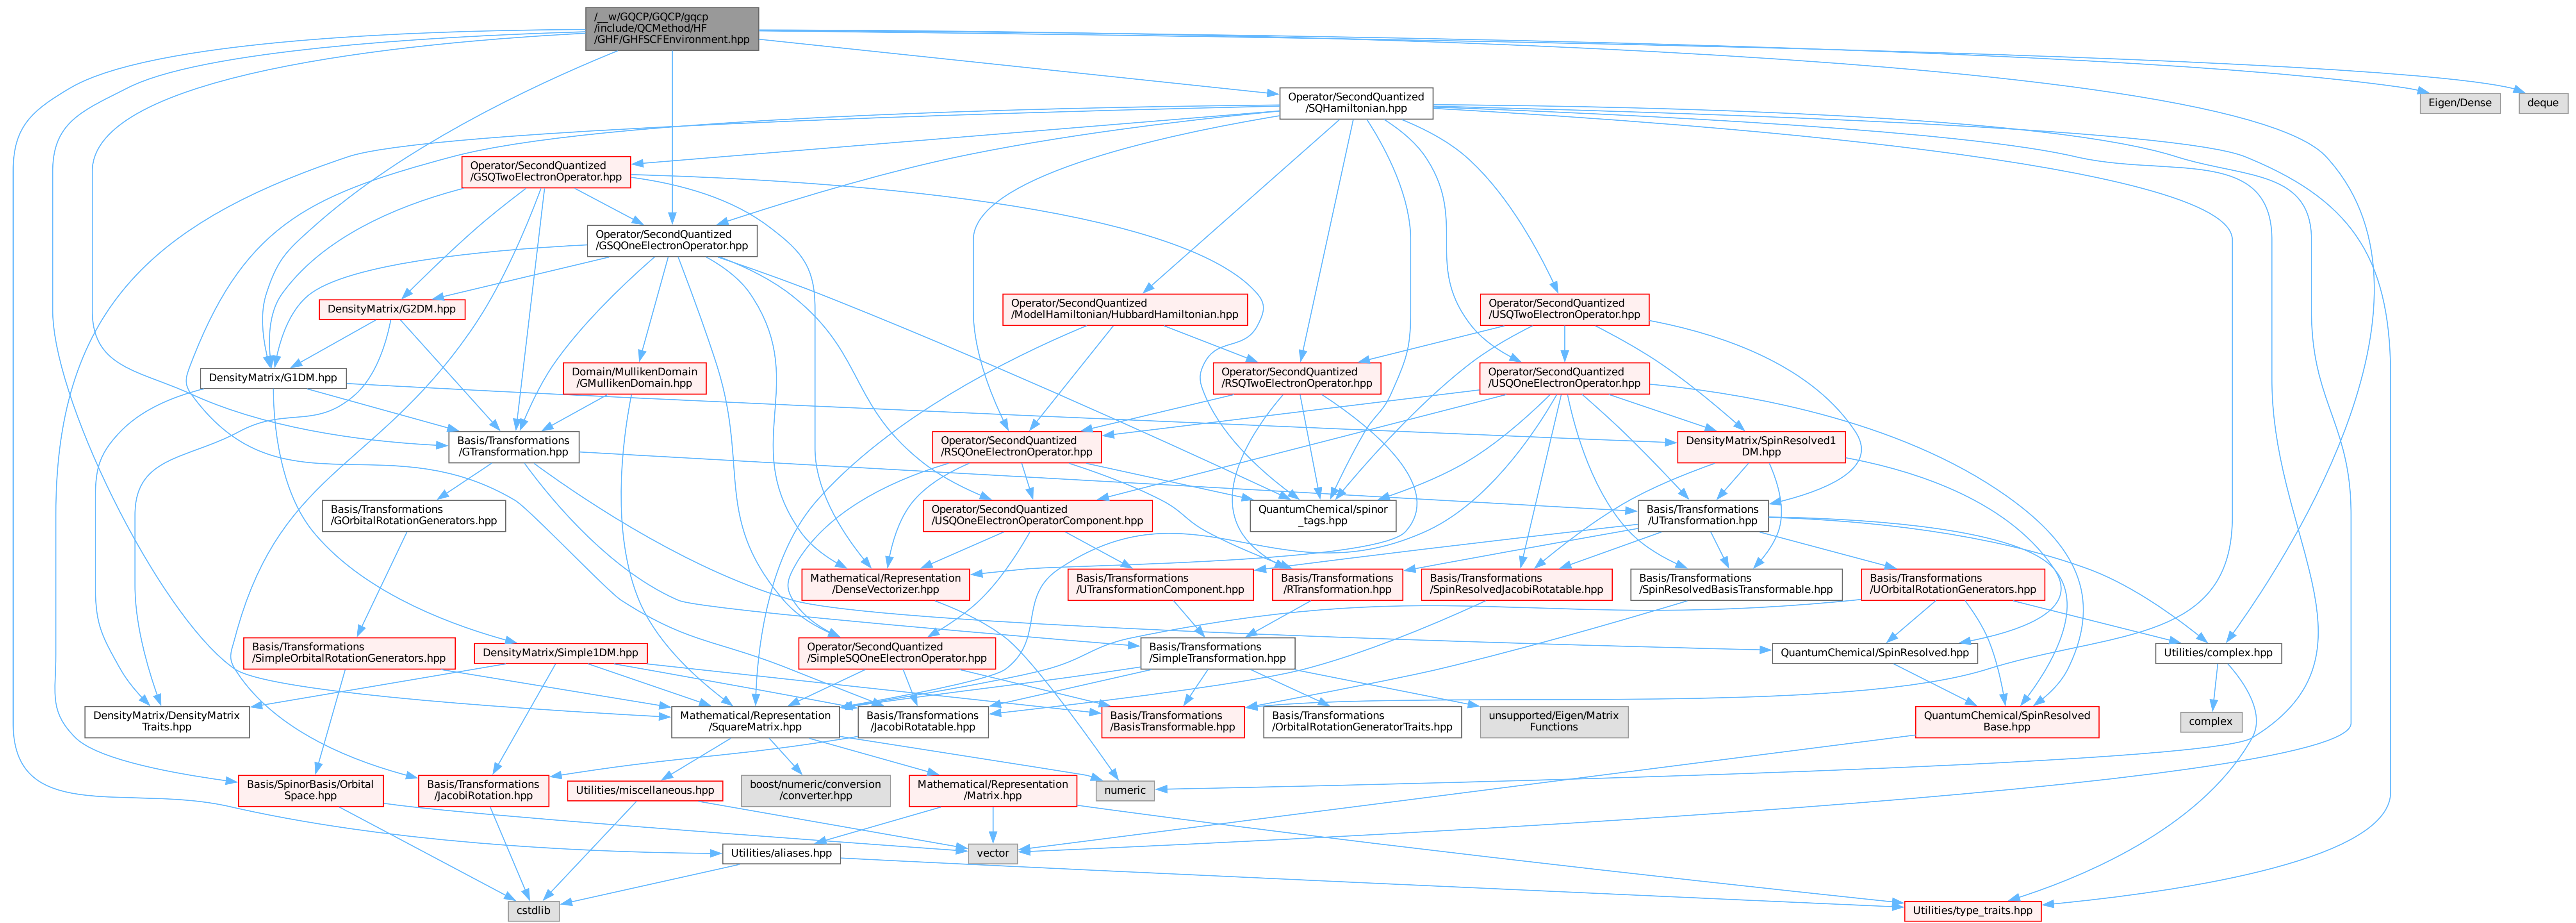 /__w/GQCP/GQCP/gqcp
/include/QCMethod/HF
/GHF/GHFSCFEnvironment.hpp
Operator/SecondQuantized
/SQHamiltonian.hpp
Eigen/Dense
deque
Operator/SecondQuantized
/GSQTwoElectronOperator.hpp
Operator/SecondQuantized
/GSQOneElectronOperator.hpp
DensityMatrix/G2DM.hpp
Operator/SecondQuantized
/ModelHamiltonian/HubbardHamiltonian.hpp
Operator/SecondQuantized
/USQTwoElectronOperator.hpp
DensityMatrix/G1DM.hpp
Domain/MullikenDomain
/GMullikenDomain.hpp
Operator/SecondQuantized
/RSQTwoElectronOperator.hpp
Operator/SecondQuantized
/USQOneElectronOperator.hpp
Basis/Transformations
/GTransformation.hpp
Operator/SecondQuantized
/RSQOneElectronOperator.hpp
DensityMatrix/SpinResolved1
DM.hpp
Basis/Transformations
/GOrbitalRotationGenerators.hpp
Operator/SecondQuantized
/USQOneElectronOperatorComponent.hpp
QuantumChemical/spinor
_tags.hpp
Basis/Transformations
/UTransformation.hpp
Mathematical/Representation
/DenseVectorizer.hpp
Basis/Transformations
/UTransformationComponent.hpp
Basis/Transformations
/RTransformation.hpp
Basis/Transformations
/SpinResolvedJacobiRotatable.hpp
Basis/Transformations
/SpinResolvedBasisTransformable.hpp
Basis/Transformations
/UOrbitalRotationGenerators.hpp
Basis/Transformations
/SimpleOrbitalRotationGenerators.hpp
DensityMatrix/Simple1DM.hpp
Operator/SecondQuantized
/SimpleSQOneElectronOperator.hpp
Basis/Transformations
/SimpleTransformation.hpp
QuantumChemical/SpinResolved.hpp
Utilities/complex.hpp
DensityMatrix/DensityMatrix
Traits.hpp
Mathematical/Representation
/SquareMatrix.hpp
Basis/Transformations
/JacobiRotatable.hpp
Basis/Transformations
/BasisTransformable.hpp
Basis/Transformations
/OrbitalRotationGeneratorTraits.hpp
unsupported/Eigen/Matrix
Functions
QuantumChemical/SpinResolved
Base.hpp
complex
Basis/SpinorBasis/Orbital
Space.hpp
Basis/Transformations
/JacobiRotation.hpp
Utilities/miscellaneous.hpp
boost/numeric/conversion
/converter.hpp
Mathematical/Representation
/Matrix.hpp
numeric
Utilities/aliases.hpp
vector
cstdlib
Utilities/type_traits.hpp